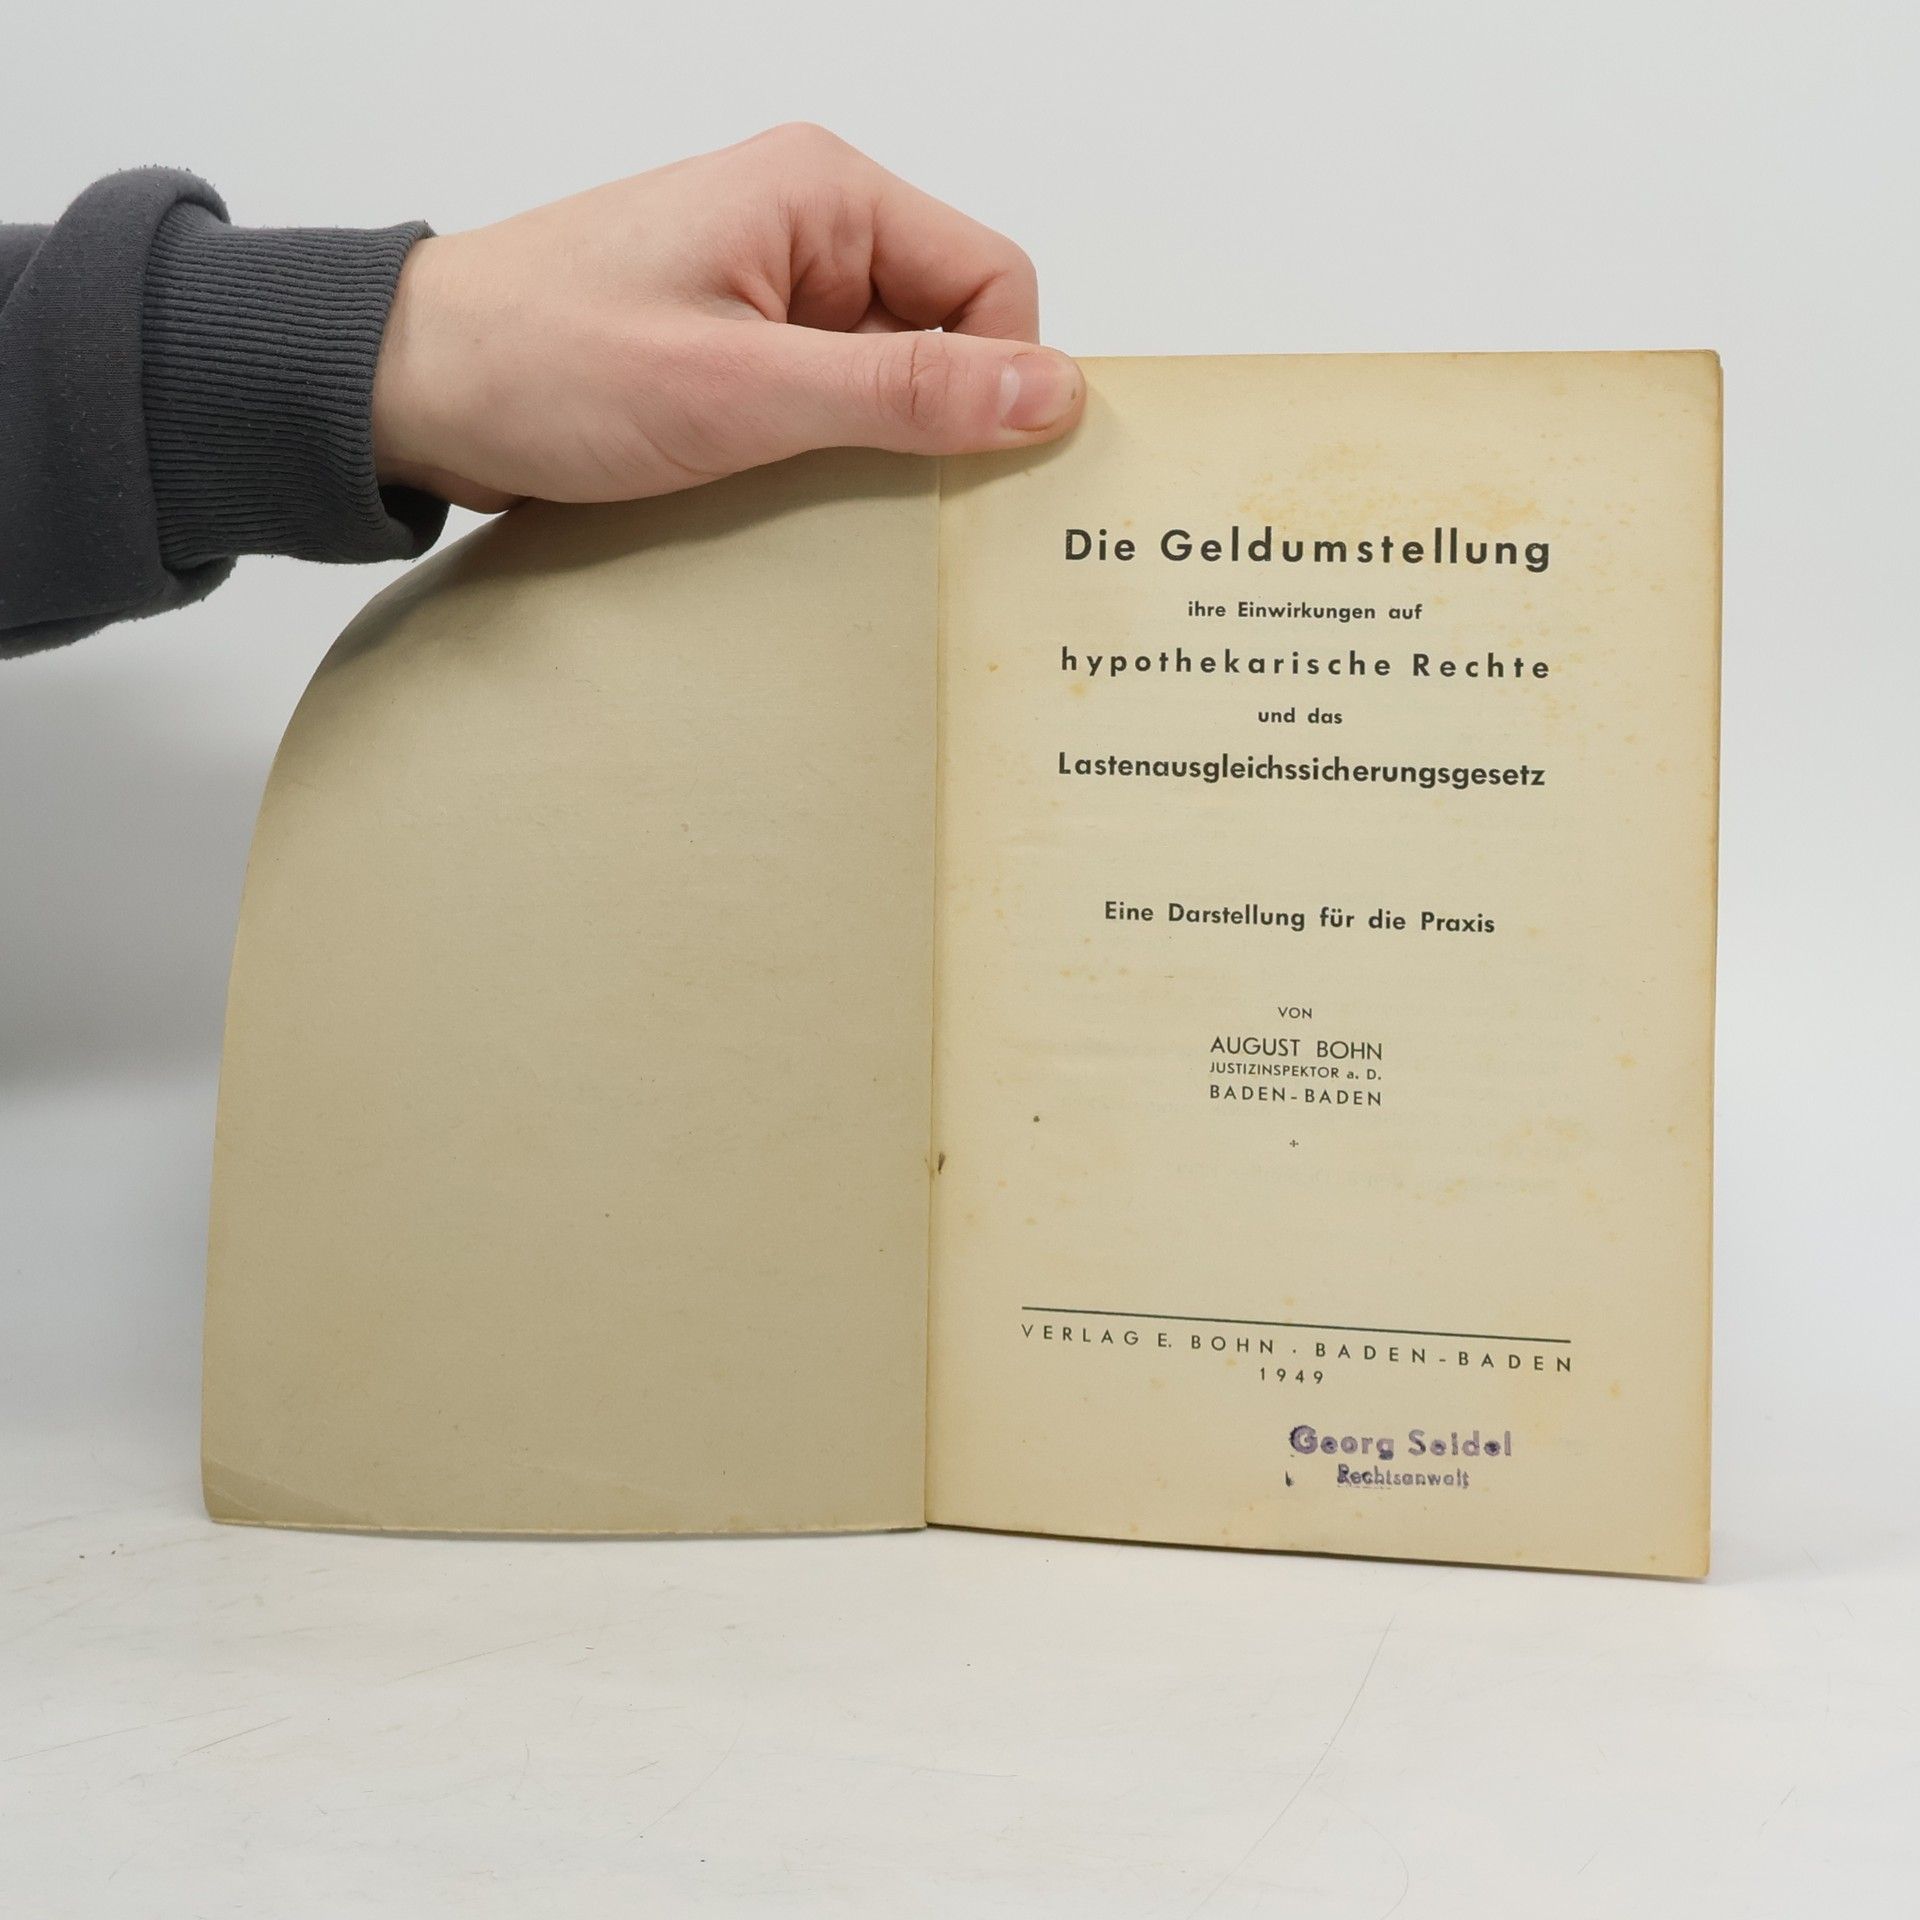 Die Geldumstellung
ihre Einwirkungen auf
hypothekarische Rechte
und das
Lastenausgleichssicherungsgesetz
Eine Darstellung für die Praxis
VON
AUGUST BOHN
JUSTIZINSPEKTOR a. D.
BADEN-BADEN
VERLAG E. BOHN · BADEN-BADEN
1949
Georg Seidel
Rechtsanwalt